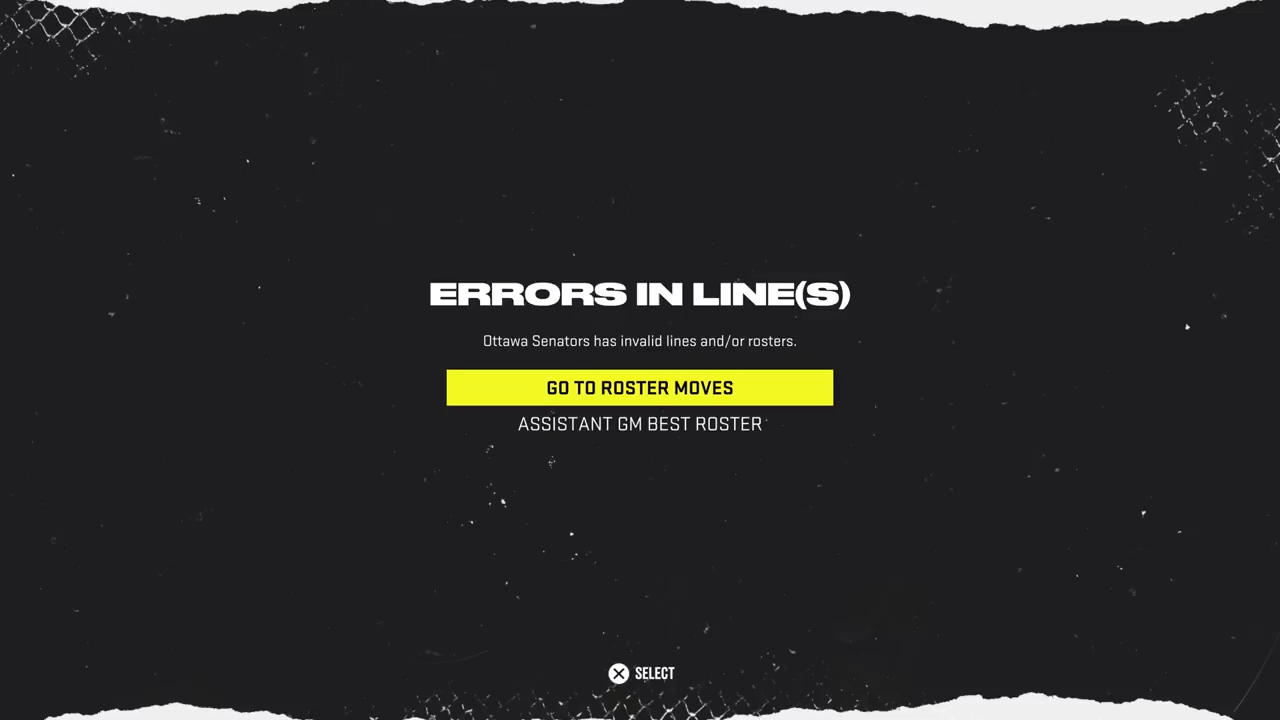 ERRORS IN LINE(S)
Ottawa Senators has invalid lines and/or rosters.
GO TO ROSTER MOVES
ASSISTANT GM BEST ROSTER
SELECT